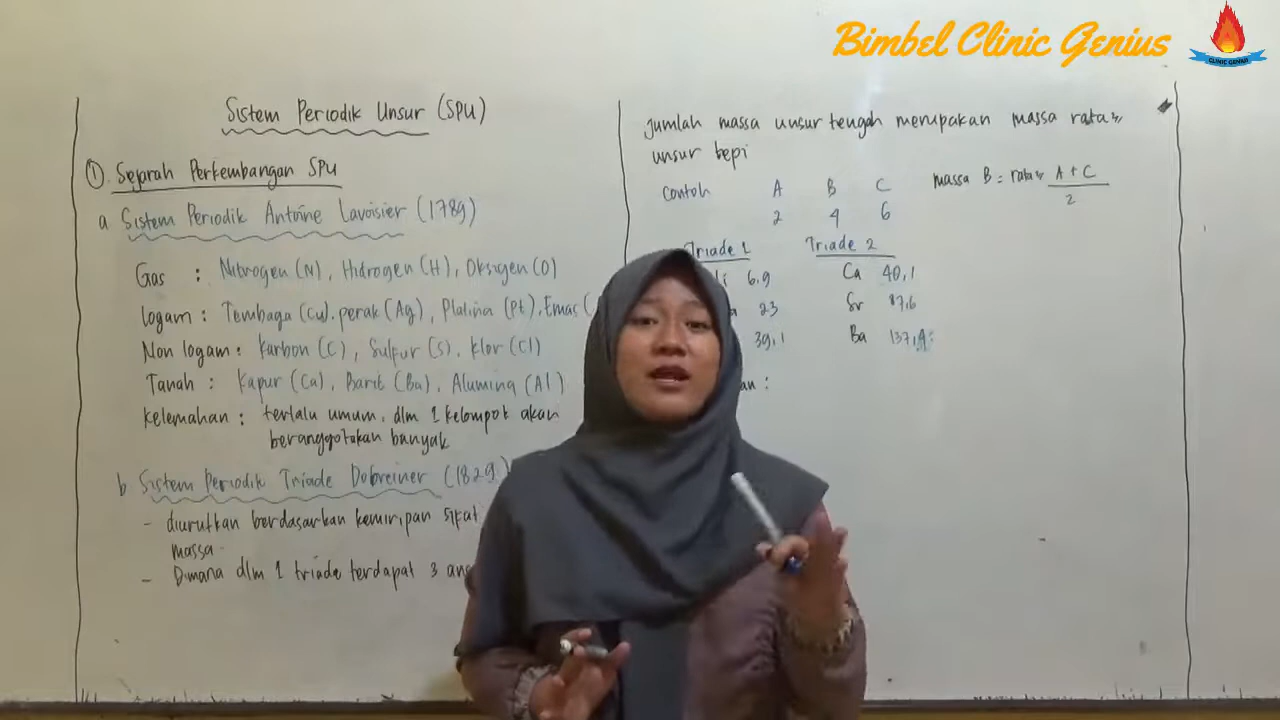 Bimbel Clinic Genius
CLINIC GENIUS
Sistem Periodik Unsur (SPU)
①. Sejarah Perkembangan SPU
a Sistem Periodik Antoine Lavoisier (1789)
Gas : Nitrogen (N), Hidrogen (H), Oksigen (O)
logam : Tembaga (Cu). perak (Ag), Platina (Pt), Emas (
Non logam : Karbon (C), Sulfur (S), Klor (Cl)
Tanah : Kapur (Ca), Barit (Ba), Alumina (Al)
Kelemahan : terlalu umum, dlm 1 kelompok akan
beranggotakan banyak
b Sistem Periodik Triade Dobreiner (1829)
- diurutkan berdasarkan kemiripan sifat
massa
- Dimana dlm 1 triade terdapat 3
Jumlah massa unsur tengah merupakan massa rata²
unsur tepi
contoh A B C
2 4 6
massa B = rata² A + C
2
Triade 1 Triade 2
Li 6,9 Ca 40,1
23 Sr 87,6
39,1 Ba 137,9